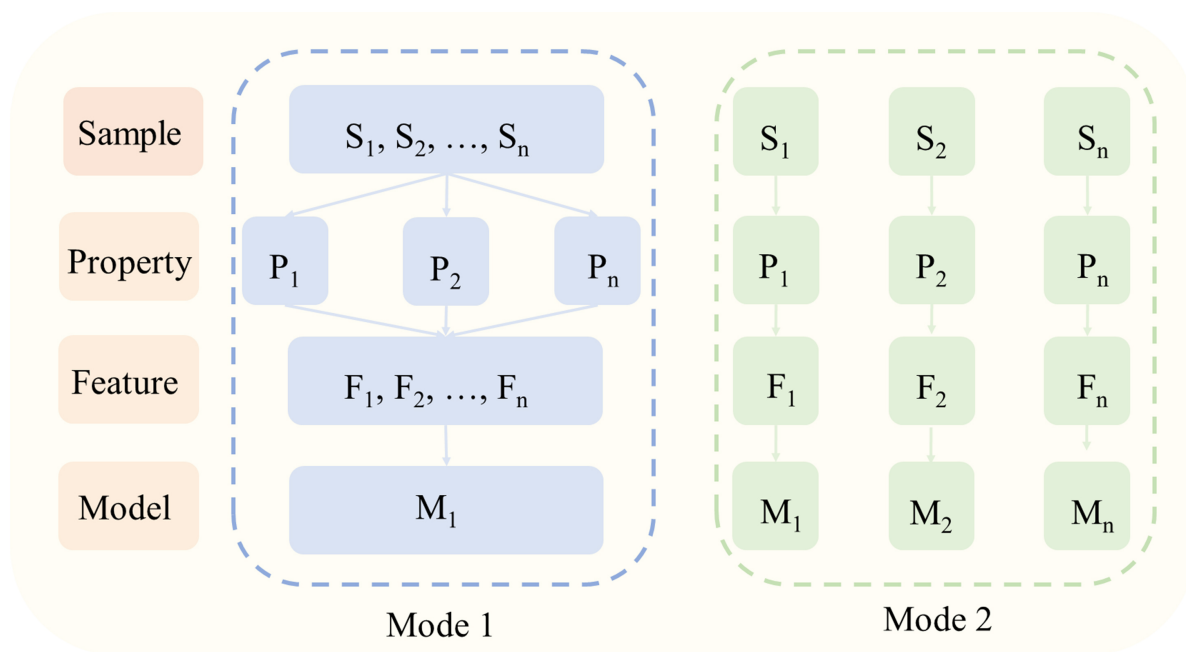 Sample
S₁, S₂, …, Sₙ
S₁
S₂
Sₙ
Property
P₁
P₂
Pₙ
P₁
P₂
Pₙ
Feature
F₁, F₂, …, Fₙ
F₁
F₂
Fₙ
Model
M₁
M₁
M₂
Mₙ
Mode 1
Mode 2